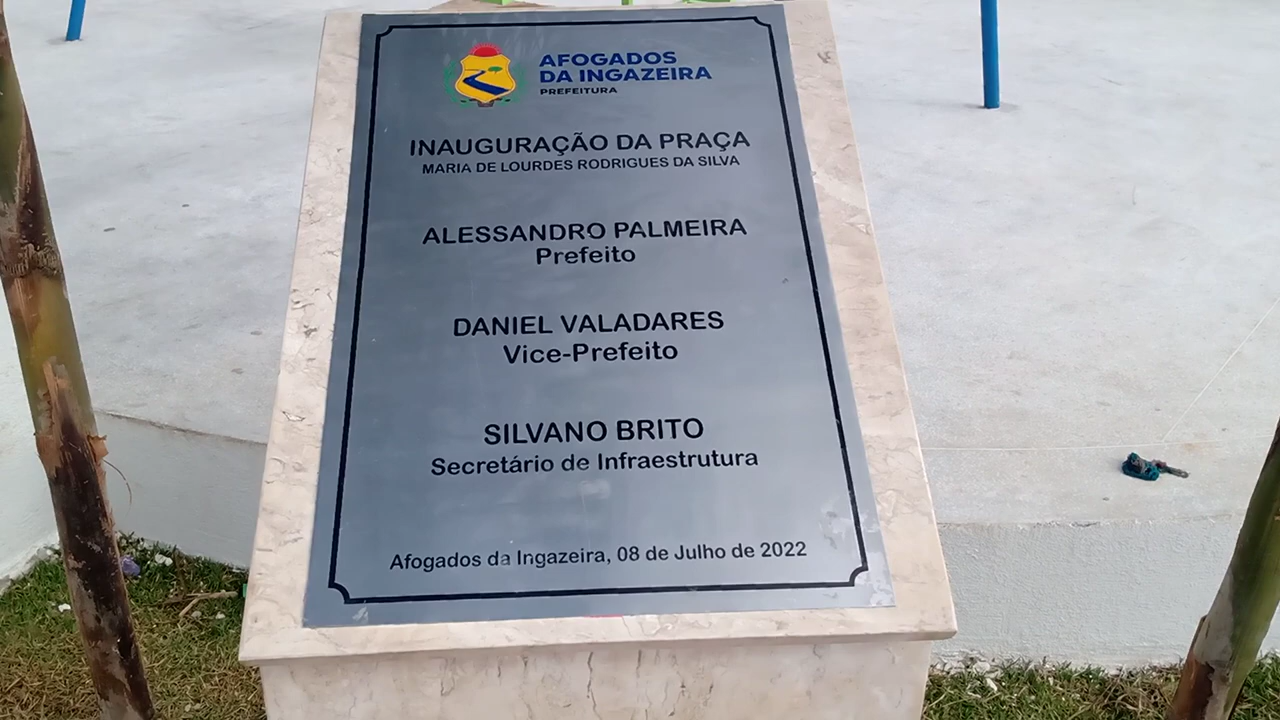 AFOGADOS
DA INGAZEIRA
PREFEITURA
INAUGURAÇÃO DA PRAÇA
MARIA DE LOURDES RODRIGUES DA SILVA
ALESSANDRO PALMEIRA
Prefeito
DANIEL VALADARES
Vice-Prefeito
SILVANO BRITO
Secretário de Infraestrutura
Afogados da Ingazeira, 08 de Julho de 2022